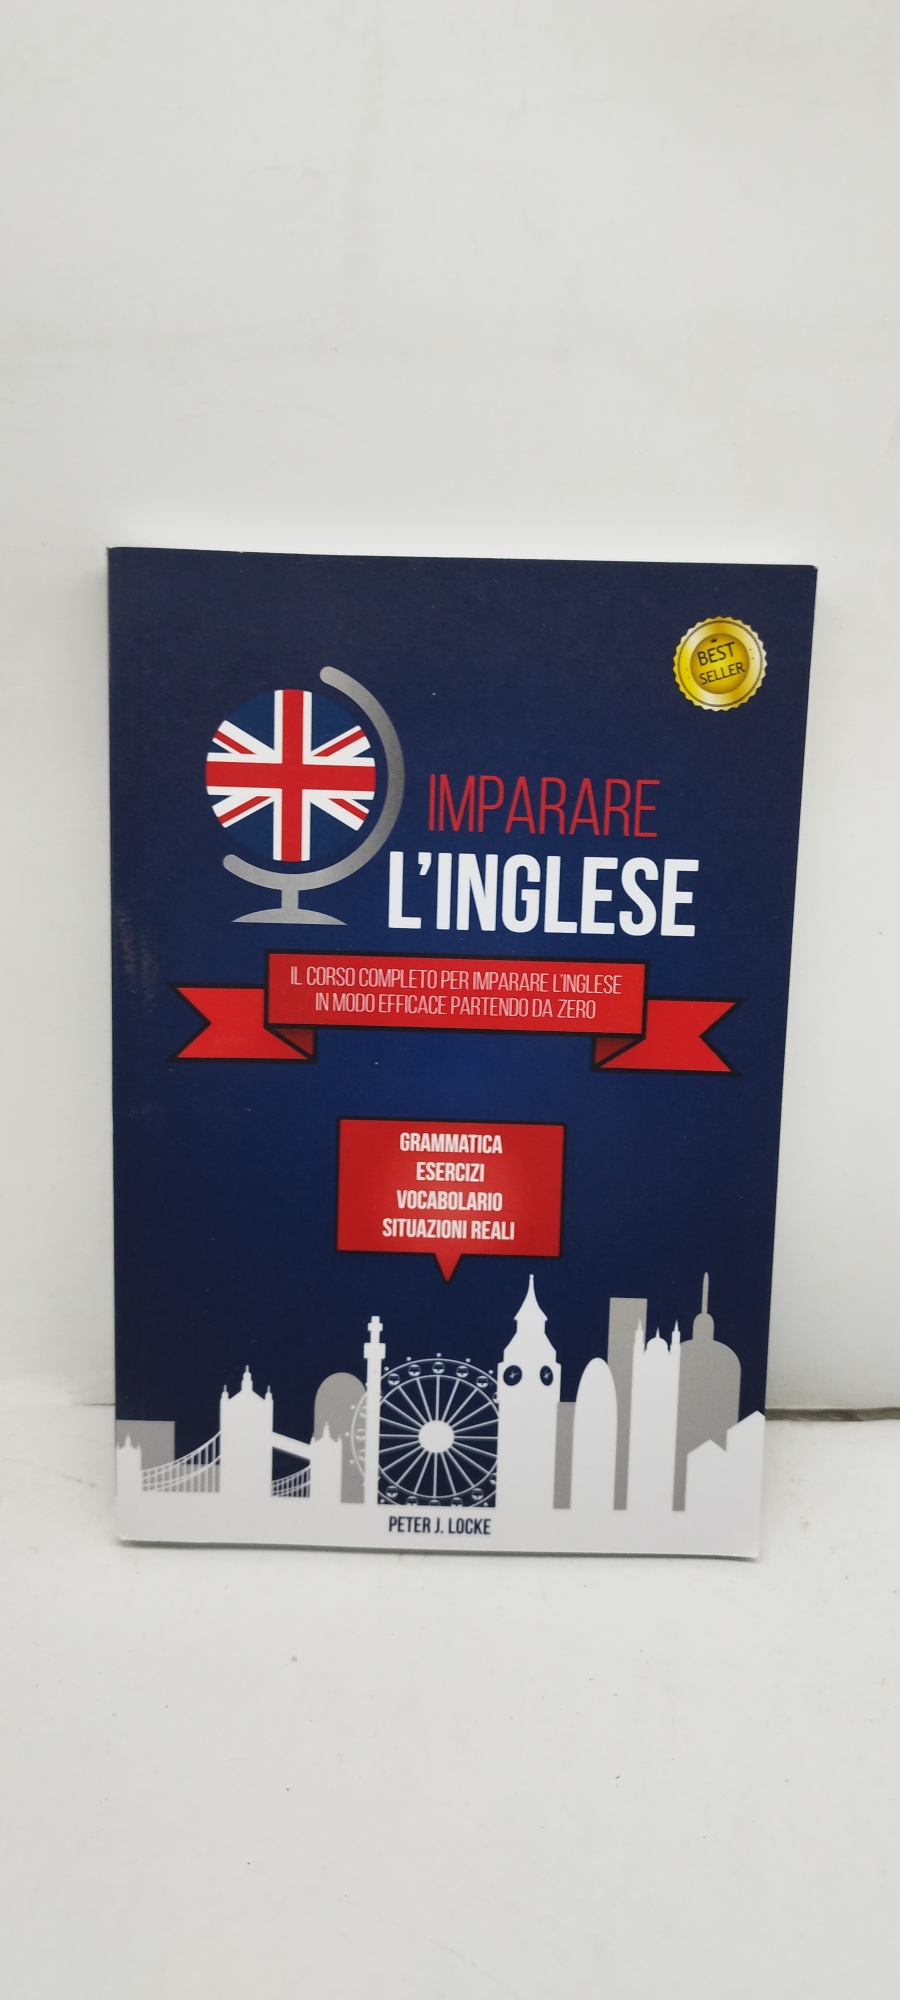 BEST
SELLER
IMPARARE
L'INGLESE
IL CORSO COMPLETO PER IMPARARE L'INGLESE
IN MODO EFFICACE PARTENDO DA ZERO
GRAMMATICA
ESERCIZI
VOCABOLARIO
SITUAZIONI REALI
PETER J. LOCKE